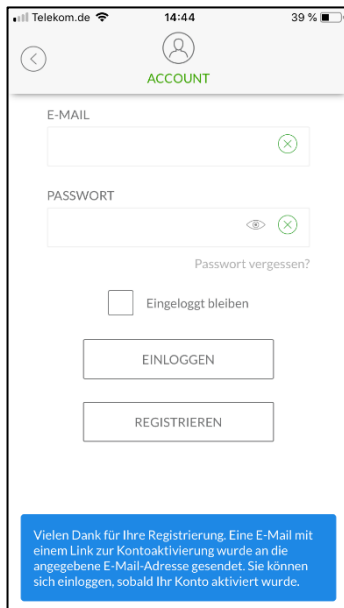 Telekom.de 14:44 39 %
ACCOUNT
E-MAIL
PASSWORT
Passwort vergessen?
Eingeloggt bleiben
EINLOGGEN
REGISTRIEREN
Vielen Dank für Ihre Registrierung. Eine E-Mail mit
einem Link zur Kontoaktivierung wurde an die
angegebene E-Mail-Adresse gesendet. Sie können
sich einloggen, sobald Ihr Konto aktiviert wurde.